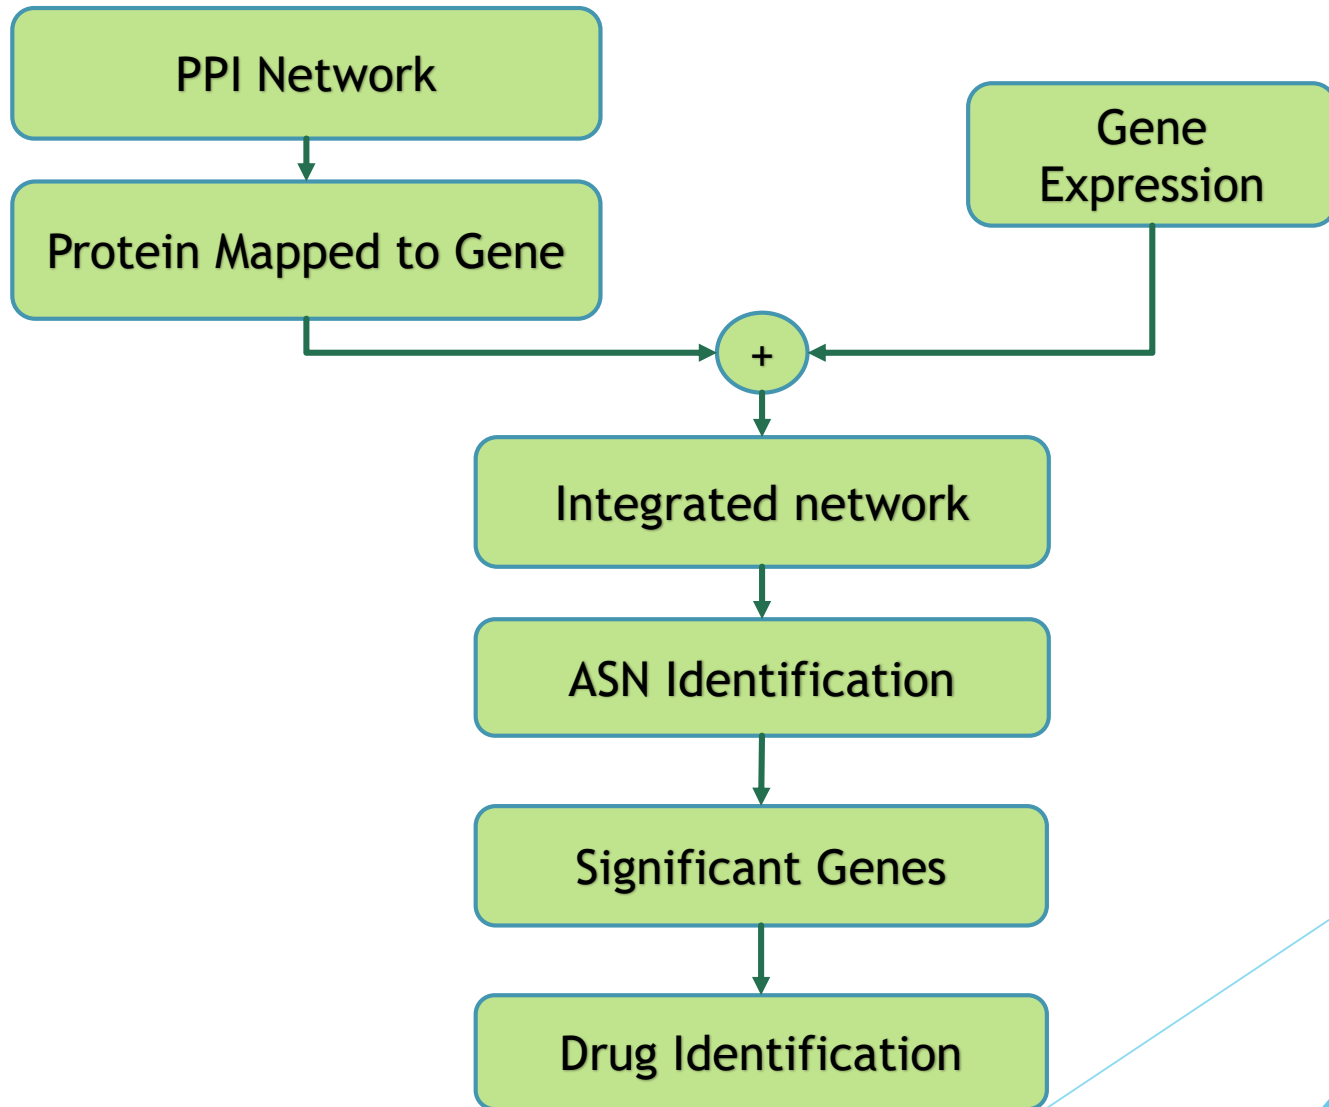 PPI Network
Gene
Expression
Protein Mapped to Gene
+
Integrated network
ASN Identification
Significant Genes
Drug Identification